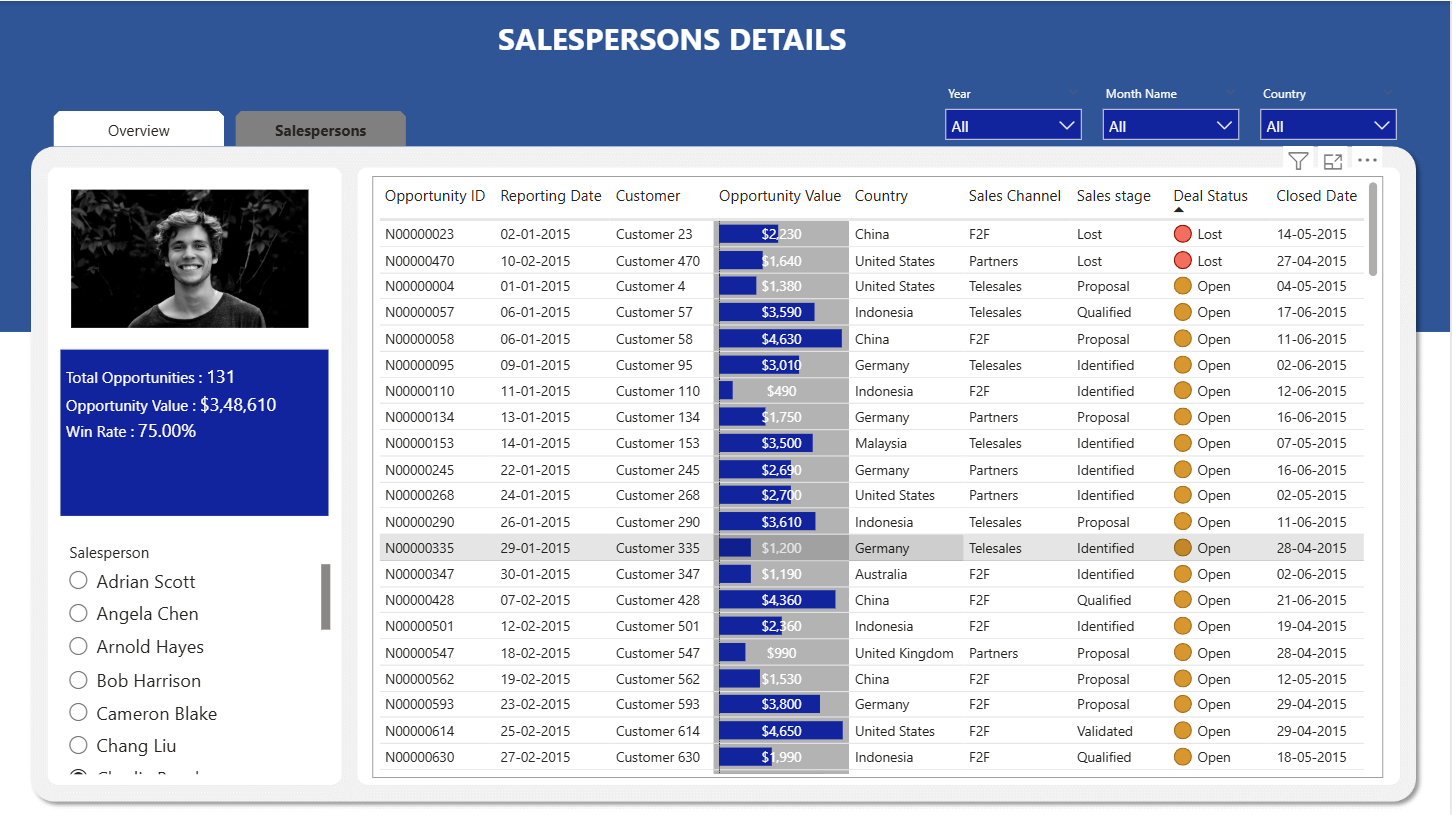 SALESPERSONS DETAILS
Year Month Name Country
All All All
Overview Salespersons
Total Opportunities : 131
Opportunity Value : $3,48,610
Win Rate : 75.00%
Salesperson
Adrian Scott
Angela Chen
Arnold Hayes
Bob Harrison
Cameron Blake
Chang Liu
Opportunity ID Reporting Date Customer Opportunity Value Country Sales Channel Sales stage Deal Status Closed Date
N00000023 02-01-2015 Customer 23 $2,230 China F2F Lost Lost 14-05-2015
N00000470 10-02-2015 Customer 470 $1,640 United States Partners Lost Lost 27-04-2015
N00000004 01-01-2015 Customer 4 $1,380 United States Telesales Proposal Open 04-05-2015
N00000057 06-01-2015 Customer 57 $3,590 Indonesia Telesales Qualified Open 17-06-2015
N00000058 06-01-2015 Customer 58 $4,630 China F2F Proposal Open 11-06-2015
N00000095 09-01-2015 Customer 95 $3,010 Germany Telesales Identified Open 02-06-2015
N00000110 11-01-2015 Customer 110 $490 Indonesia F2F Identified Open 12-06-2015
N00000134 13-01-2015 Customer 134 $1,750 Germany Partners Proposal Open 16-06-2015
N00000153 14-01-2015 Customer 153 $3,500 Malaysia Telesales Identified Open 07-05-2015
N00000245 22-01-2015 Customer 245 $2,690 Germany Partners Identified Open 16-06-2015
N00000268 24-01-2015 Customer 268 $2,700 United States Partners Identified Open 02-05-2015
N00000290 26-01-2015 Customer 290 $3,610 Indonesia Telesales Proposal Open 11-06-2015
N00000335 29-01-2015 Customer 335 $1,200 Germany Telesales Identified Open 28-04-2015
N00000347 30-01-2015 Customer 347 $1,190 Australia F2F Identified Open 02-06-2015
N00000428 07-02-2015 Customer 428 $4,360 China F2F Qualified Open 21-06-2015
N00000501 12-02-2015 Customer 501 $2,360 Indonesia F2F Identified Open 19-04-2015
N00000547 18-02-2015 Customer 547 $990 United Kingdom Partners Proposal Open 28-04-2015
N00000562 19-02-2015 Customer 562 $1,530 China F2F Proposal Open 12-05-2015
N00000593 23-02-2015 Customer 593 $3,800 Germany F2F Proposal Open 29-04-2015
N00000614 25-02-2015 Customer 614 $4,650 United States F2F Validated Open 29-04-2015
N00000630 27-02-2015 Customer 630 $1,990 Indonesia F2F Qualified Open 18-05-2015